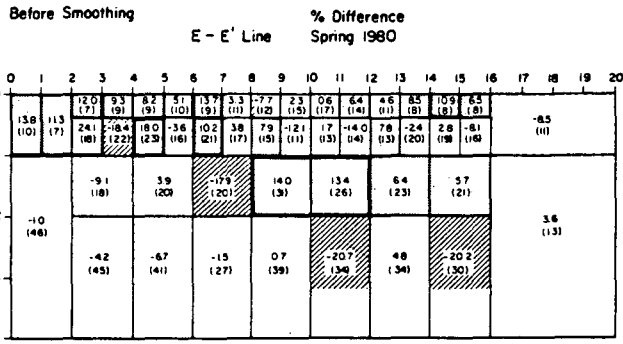 Before Smoothing % Difference
E – E' Line Spring 1980
0 1 2 3 4 5 6 7 8 9 10 11 12 13 14 15 16 17 18 19 20
12.0 9.3 8.2 5.1 13.7 3.3 -7.7 2.3 0.6 6.4 4.6 8.5 10.9 6.5
(7) (9) (9) (10) (9) (11) (12) (15) (17) (14) (11) (8) (8) (8)
13.8 11.3 -8.5
(10) (7) (11)
24.1 -18.4 18.0 -3.6 10.2 3.8 7.9 -12.1 1.7 -14.0 7.8 -2.4 2.8 -8.1
(18) (22) (23) (16) (21) (17) (15) (11) (13) (14) (13) (20) (19) (16)
-9.1 3.9 -17.9 14.0 13.4 6.4 5.7
(18) (20) (20) (31) (26) (23) (21)
-1.0 3.6
(46) (13)
-4.2 -6.7 -1.5 0.7 -20.7 4.8 -20.2
(45) (41) (27) (39) (34) (34) (30)